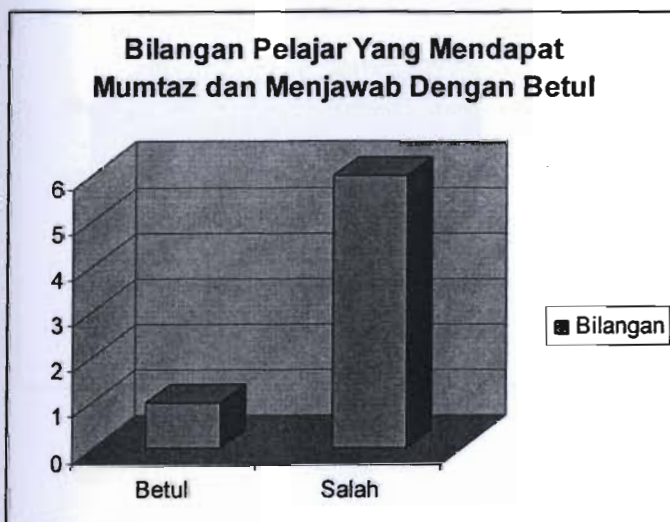 Bilangan Pelajar Yang Mendapat
Mumtaz dan Menjawab Dengan Betul
6
5
4
3
2
1
0
Betul Salah
Bilangan